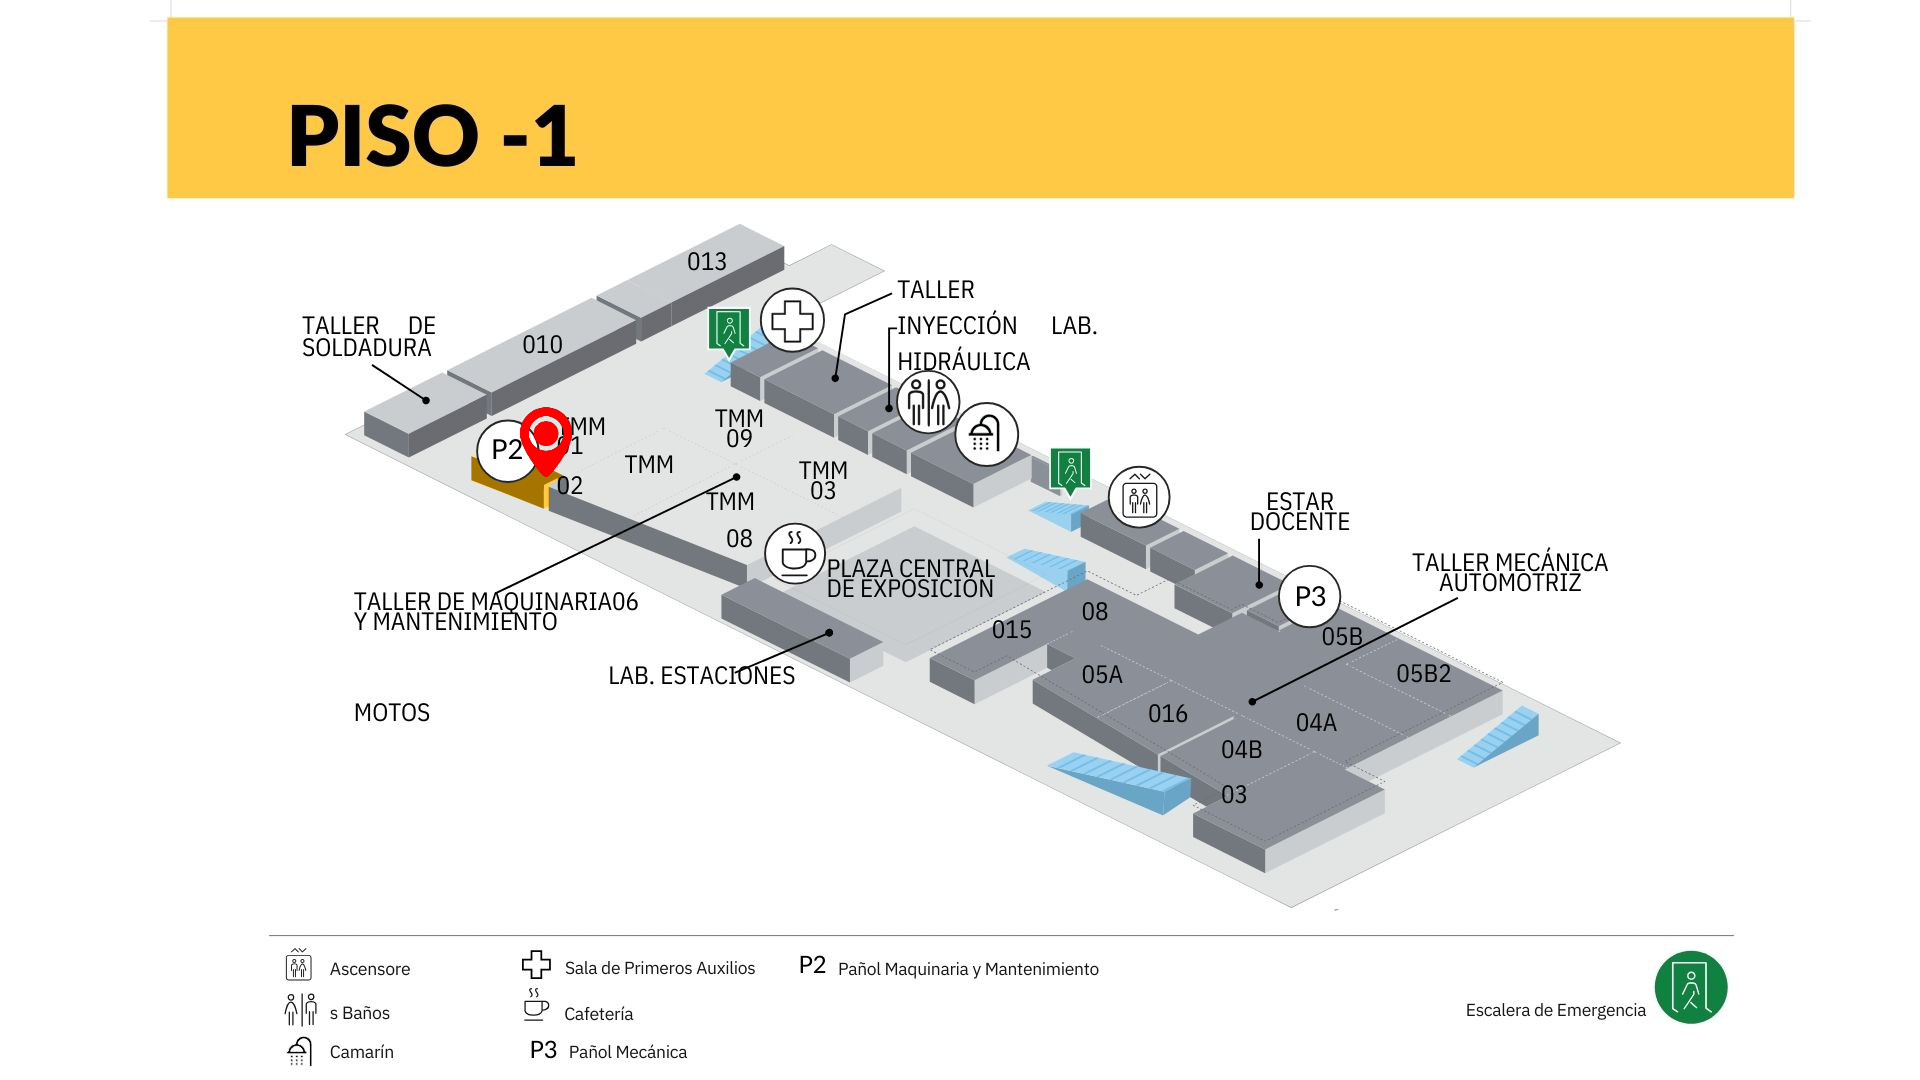 PISO -1
013
TALLER
TALLER DE
SOLDADURA
INYECCIÓN LAB.
HIDRÁULICA
010
TMM
01
TMM
09
P2
TMM
TMM
03
02
TMM
08
ESTAR
DOCENTE
TALLER MECÁNICA
AUTOMOTRIZ
PLAZA CENTRAL
DE EXPOSICIÓN
P3
TALLER DE MAQUINARIA06
Y MANTENIMIENTO
08
015
05B
05B2
05A
LAB. ESTACIONES
MOTOS
016
04A
04B
03
Ascensore
s Baños
Camarín
Sala de Primeros Auxilios
Cafetería
P3 Pañol Mecánica
P2 Pañol Maquinaria y Mantenimiento
Escalera de Emergencia